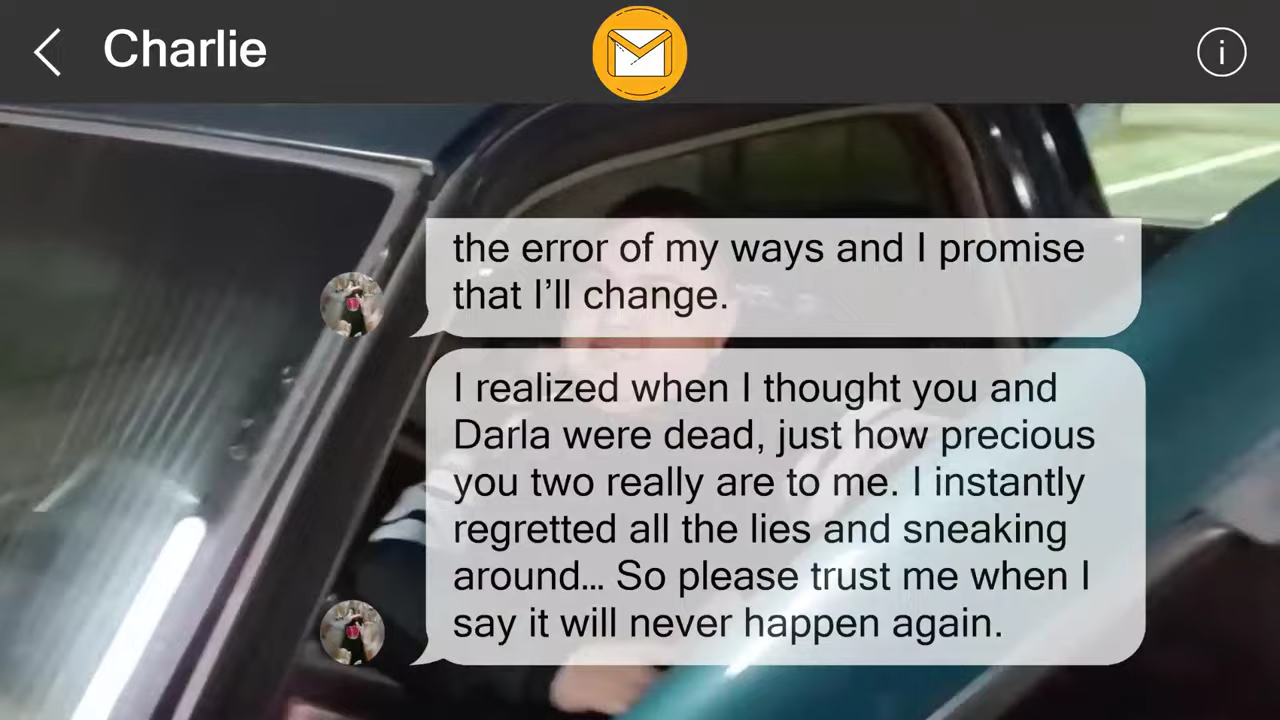 Charlie
i
the error of my ways and I promise
that I’ll change.
I realized when I thought you and
Darla were dead, just how precious
you two really are to me. I instantly
regretted all the lies and sneaking
around... So please trust me when I
say it will never happen again.